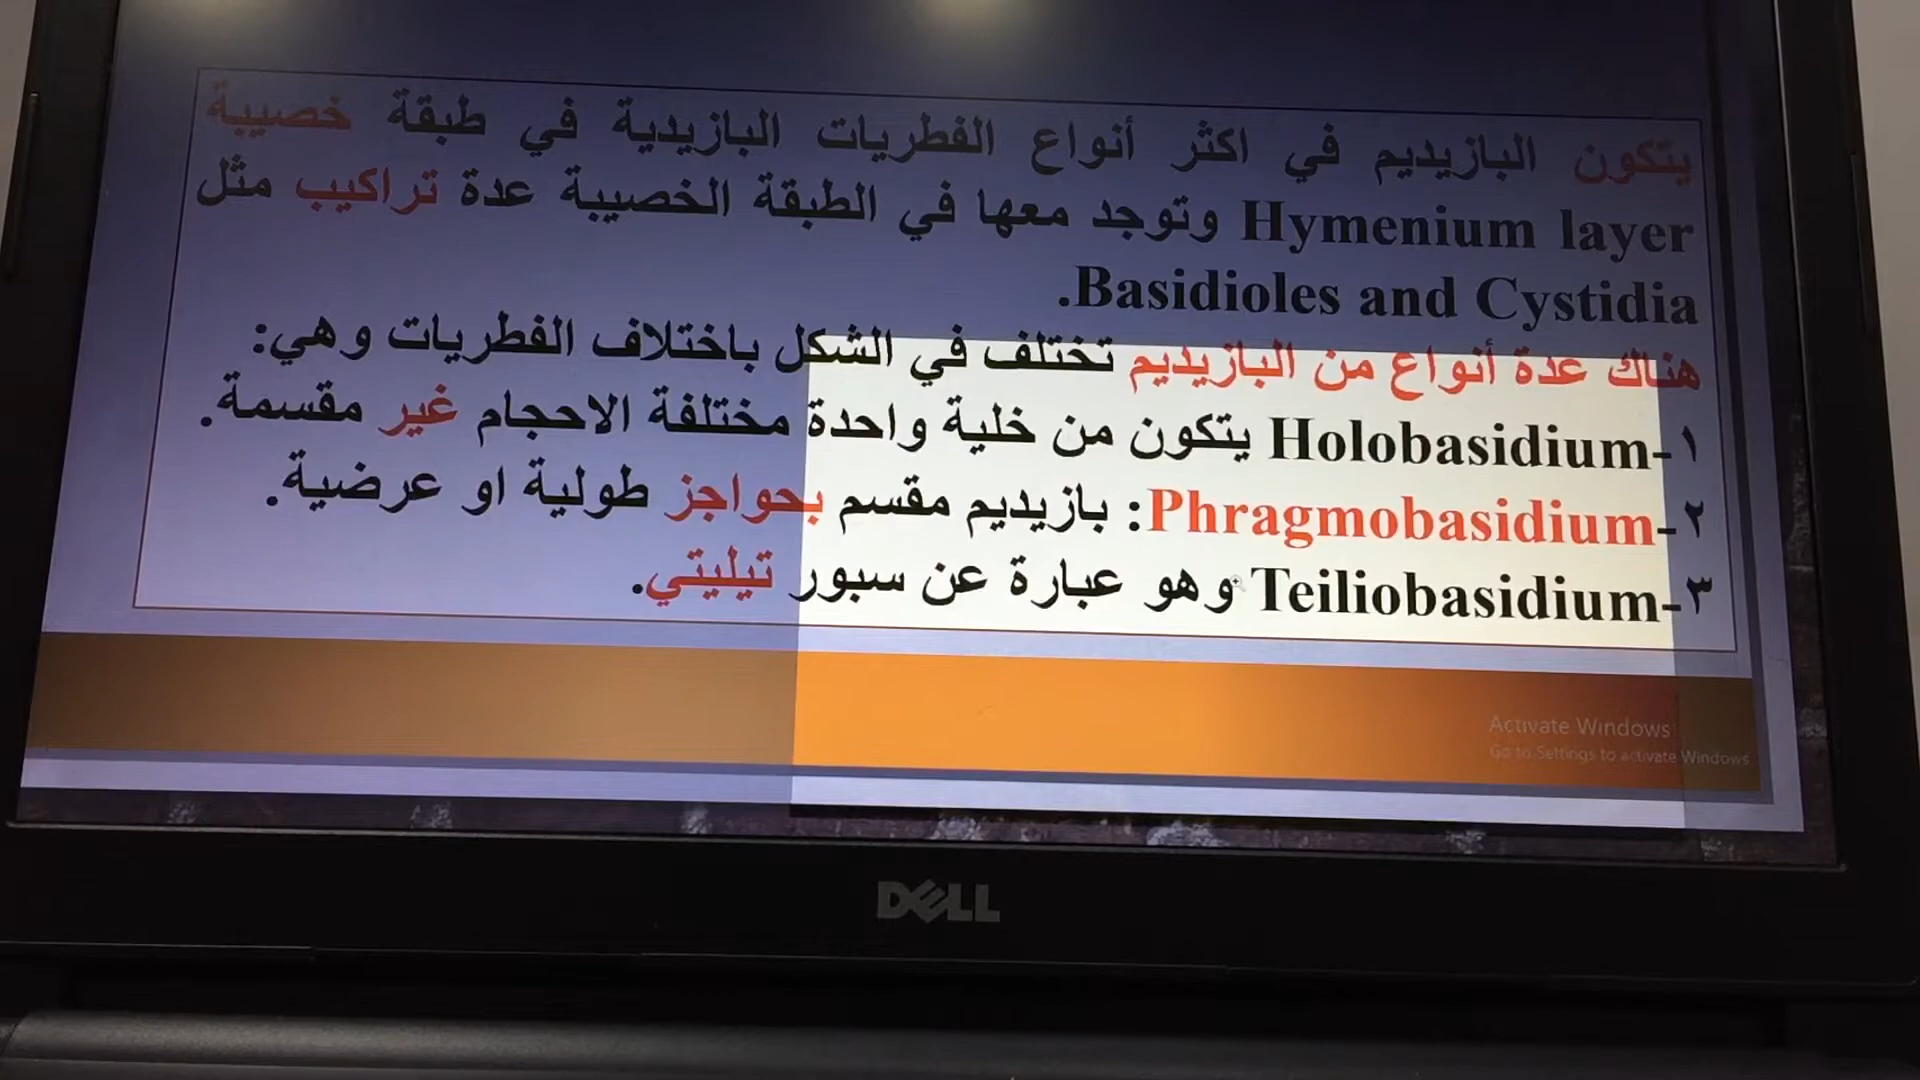 يتكون البازيديم في اكثر أنواع الفطريات البازيدية في طبقة خصيبة
Hymenium layer وتوجد معها في الطبقة الخصيبة عدة تراكيب مثل
Basidioles and Cystidia.
هناك عدة أنواع من البازيديم تختلف في الشكل باختلاف الفطريات وهي:
١-Holobasidium يتكون من خلية واحدة مختلفة الاحجام غير مقسمة.
٢-Phragmobasidium: بازيديم مقسم بحواجز طولية او عرضية.
٣-Teiliobasidium وهو عبارة عن سبور تيليتي.
Activate Windows
Go to Settings to activate Windows
DELL